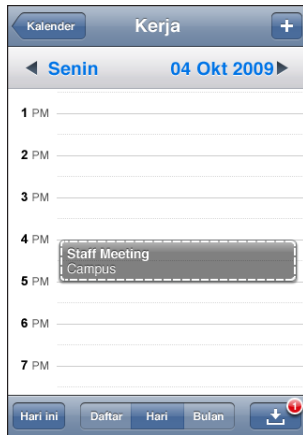 Kalender
Kerja
+
Senin
04 Okt 2009
1 PM
2 PM
3 PM
4 PM
Staff Meeting
Campus
5 PM
6 PM
7 PM
Hari ini
Daftar
Hari
Bulan
1